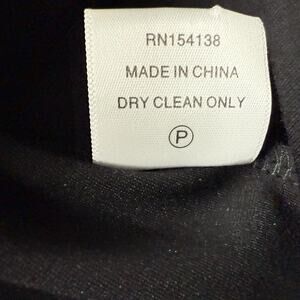 RN154138
MADE IN CHINA
DRY CLEAN ONLY
P